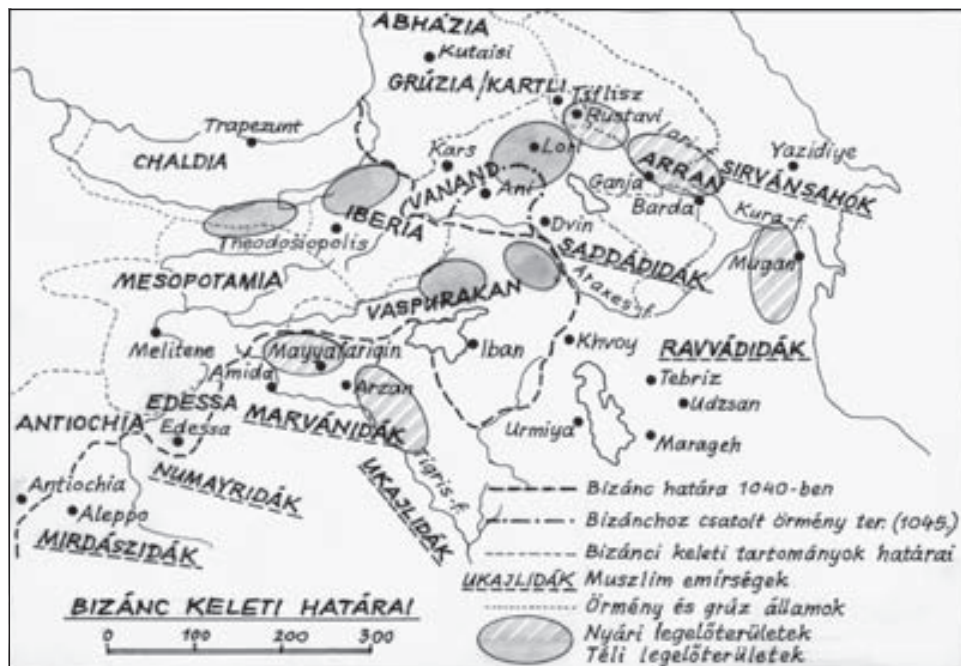 ABHÁZIA
Kutaisi
GRÚZIA/KARTLI
Tiflisz
Rustavi
Trapezunt
CHALDIA
Kars
VANAND
Lori
Ani
Lari-f.
ARRAN
Ganja
Barda
Yazidiye
SIRVÁNSAHOK
Kura-f.
Mugan
IBERIA
Theodosiopolis
Dvin
SADDÁDIDÁK
Araxes-f.
MESOPOTAMIA
VASPURAKAN
Melitene
Mayyafariqin
Amida
Arzan
Iban
Khvoy
RAVVÁDIDÁK
Tebriz
Udzsan
Urmiya
Marageh
EDESSA
Edessa
MARVÁNIDÁK
ANTIOCHIA
Antiochia
NUMAYRIDÁK
UKAJLIDÁK
Tigris-f.
Aleppo
MIRDÁSZIDÁK
Bizánc határa 1040-ben
Bizánchoz csatolt örmény ter. (1045.)
Bizánci keleti tartományok határai
UKAJLIDÁK Muszlim emírségek
Örmény és grúz államok
Nyári legelőterületek
Téli legelőterületek
BIZÁNC KELETI HATÁRAI
0 100 200 300